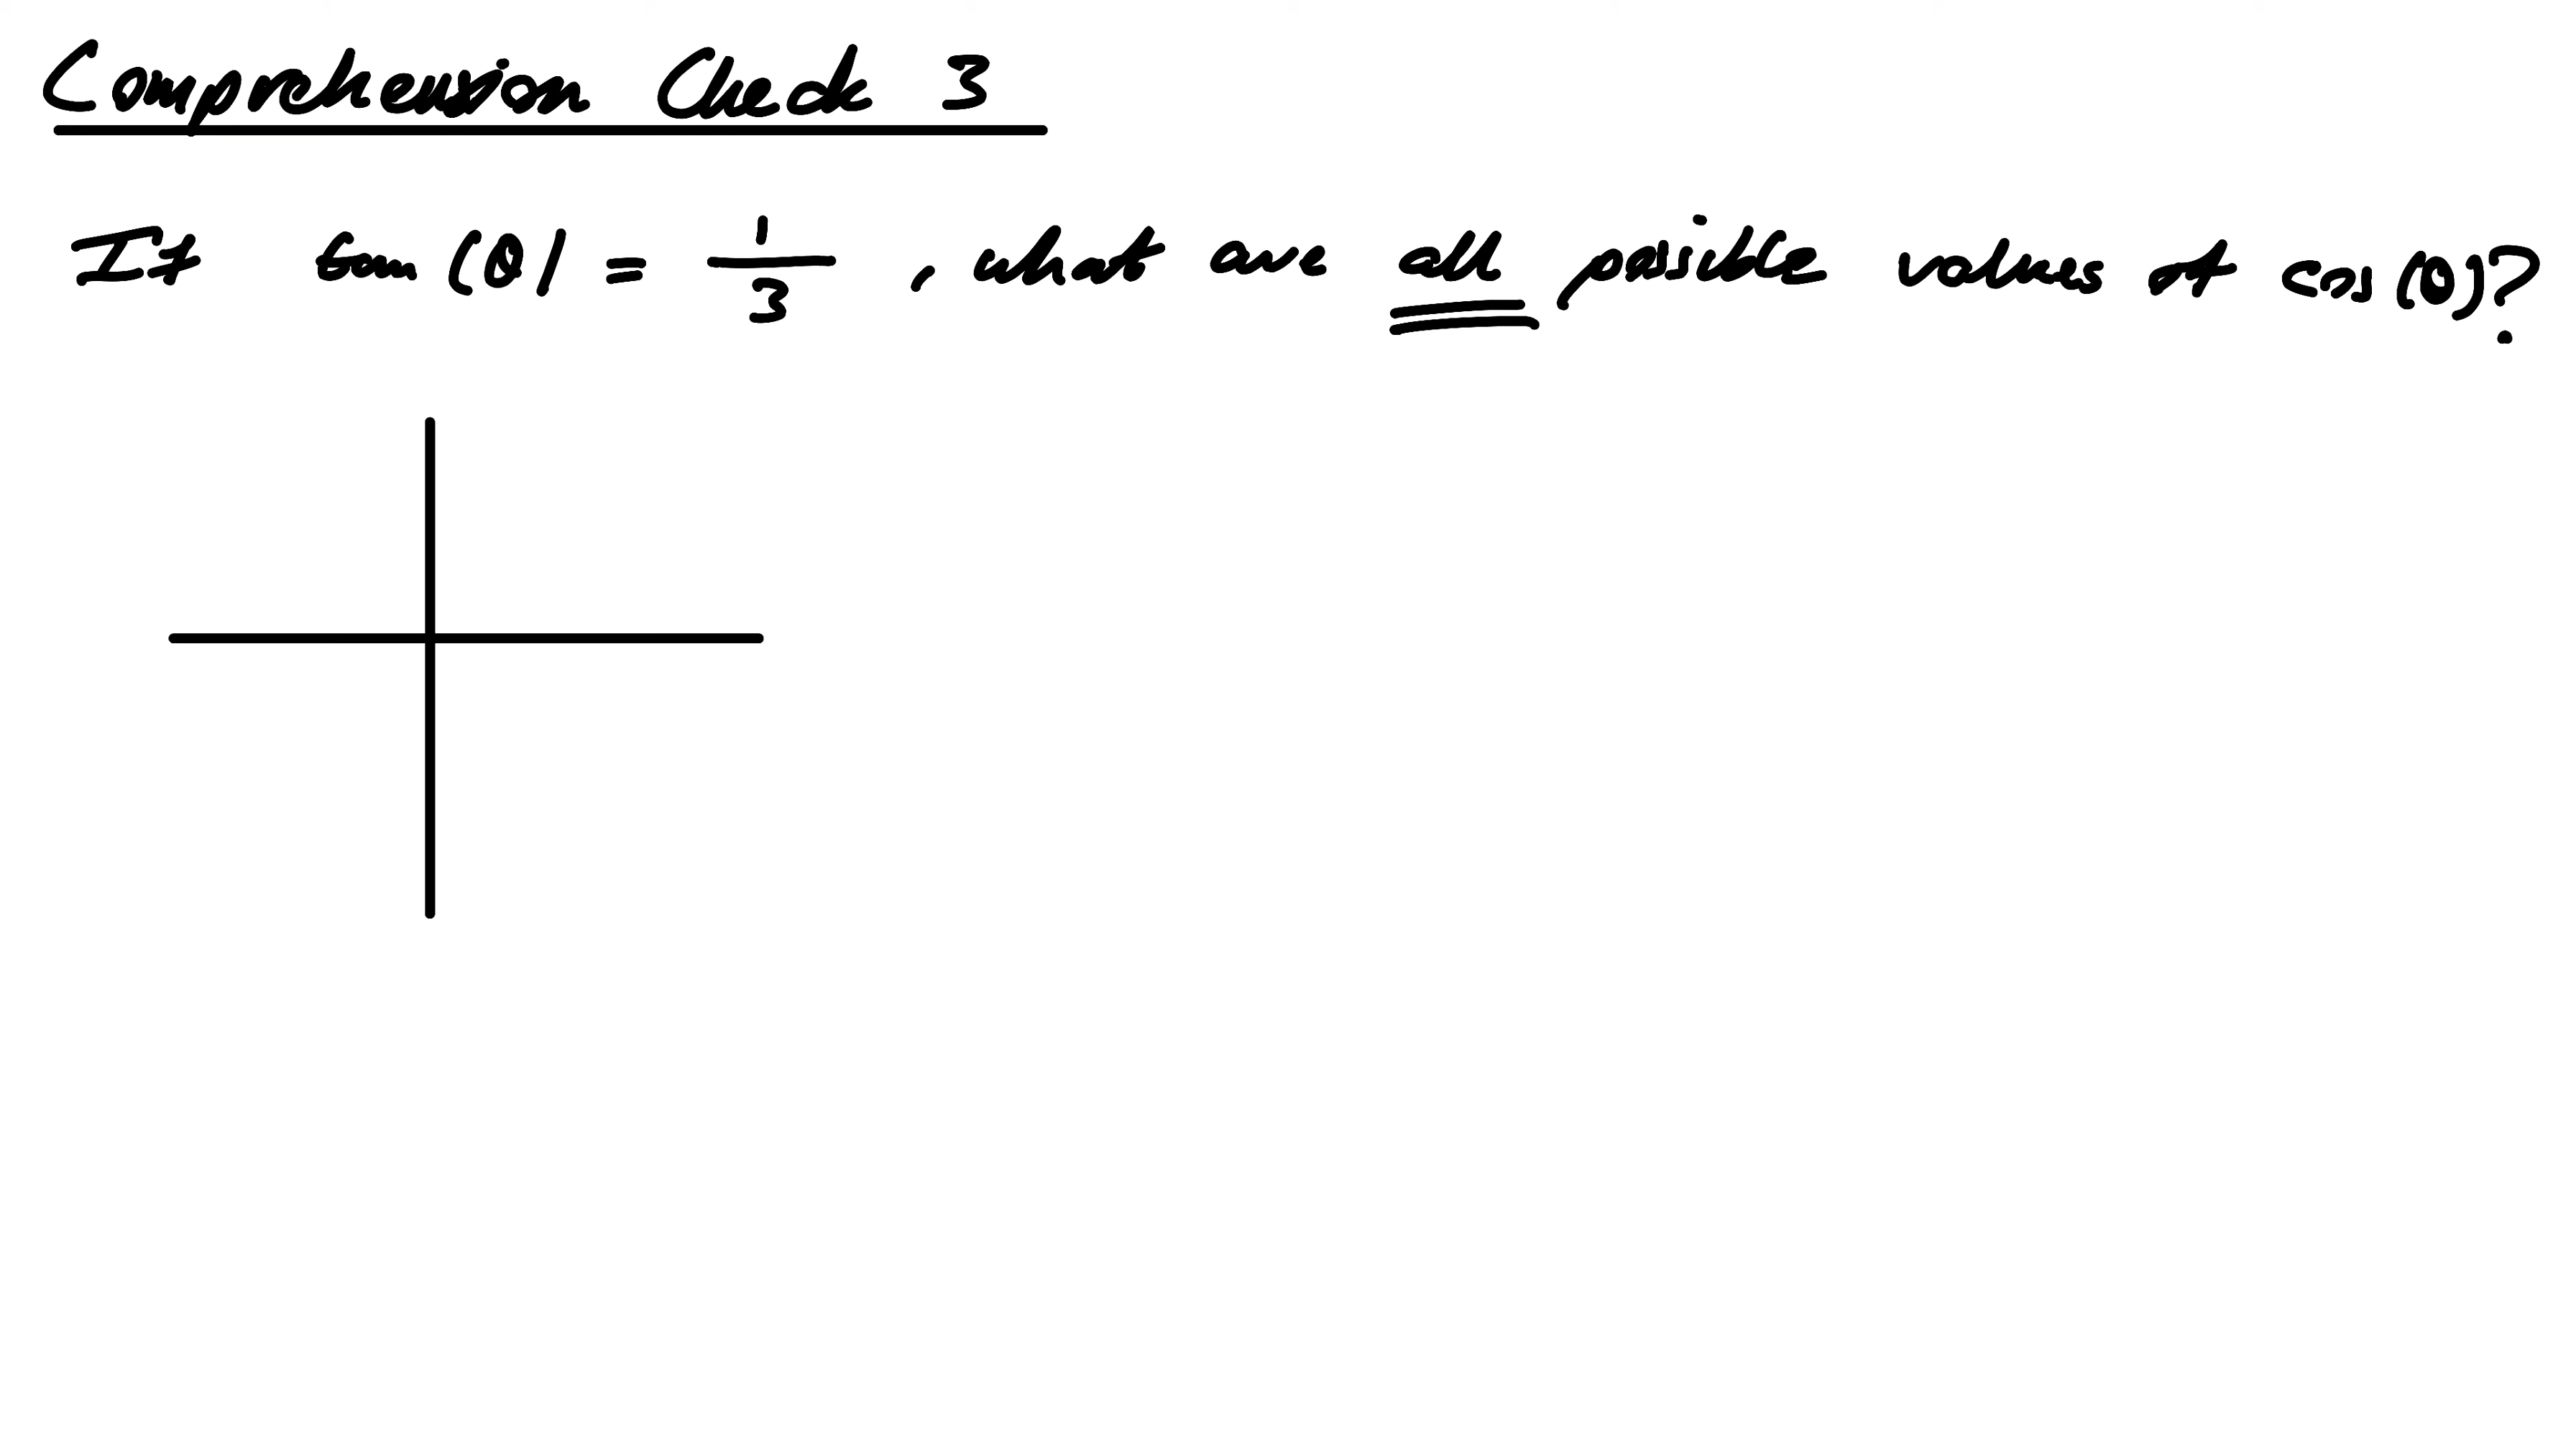 Comprehension Check 3
If tan(θ) = 1/3, what are all possible values of cos(θ)?